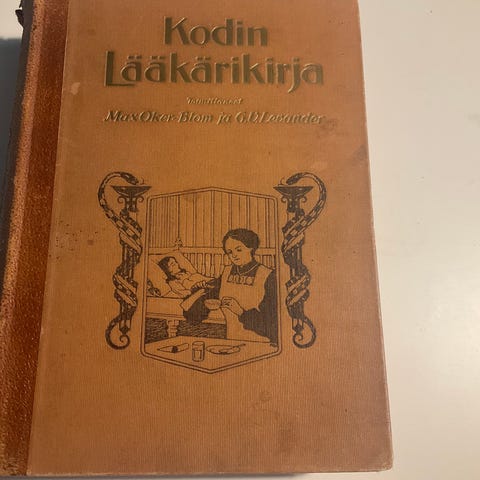 Kodin
Lääkärikirja
Toimittaneet
Max Oker-Blom ja G.D.Levander